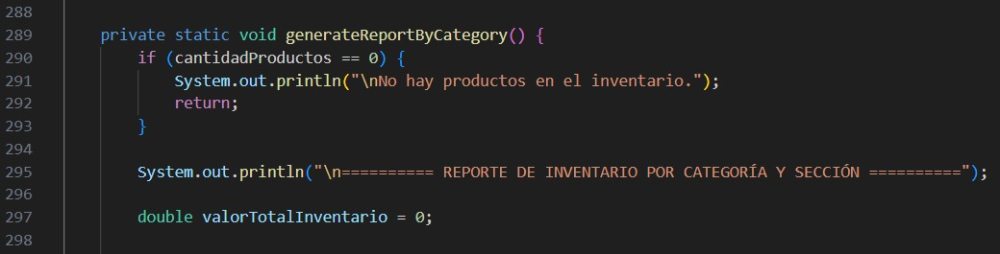 288
289 private static void generateReportByCategory() {
290 if (cantidadProductos == 0) {
291 System.out.println("\nNo hay productos en el inventario.");
292 return;
293 }
294
295 System.out.println("\n========== REPORTE DE INVENTARIO POR CATEGORÍA Y SECCIÓN ==========");
296
297 double valorTotalInventario = 0;
298